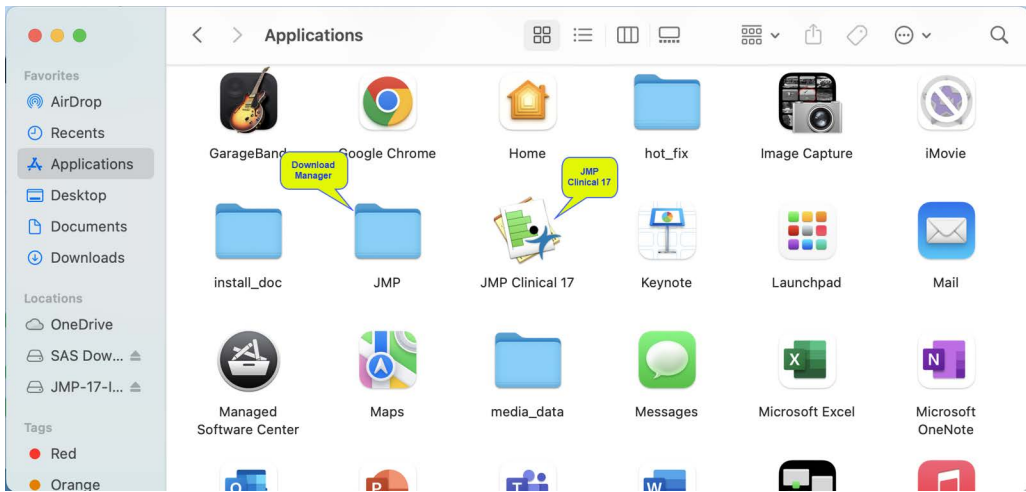 Applications
Favorites
AirDrop
Recents
Applications
Desktop
Documents
Downloads
Locations
OneDrive
SAS Dow...
JMP-17-I...
Tags
Red
Orange
GarageBand
Google Chrome
Home
hot_fix
Image Capture
iMovie
Download
Manager
JMP
Clinical 17
install_doc
JMP
JMP Clinical 17
Keynote
Launchpad
Mail
Managed
Software Center
Maps
media_data
Messages
Microsoft Excel
Microsoft
OneNote